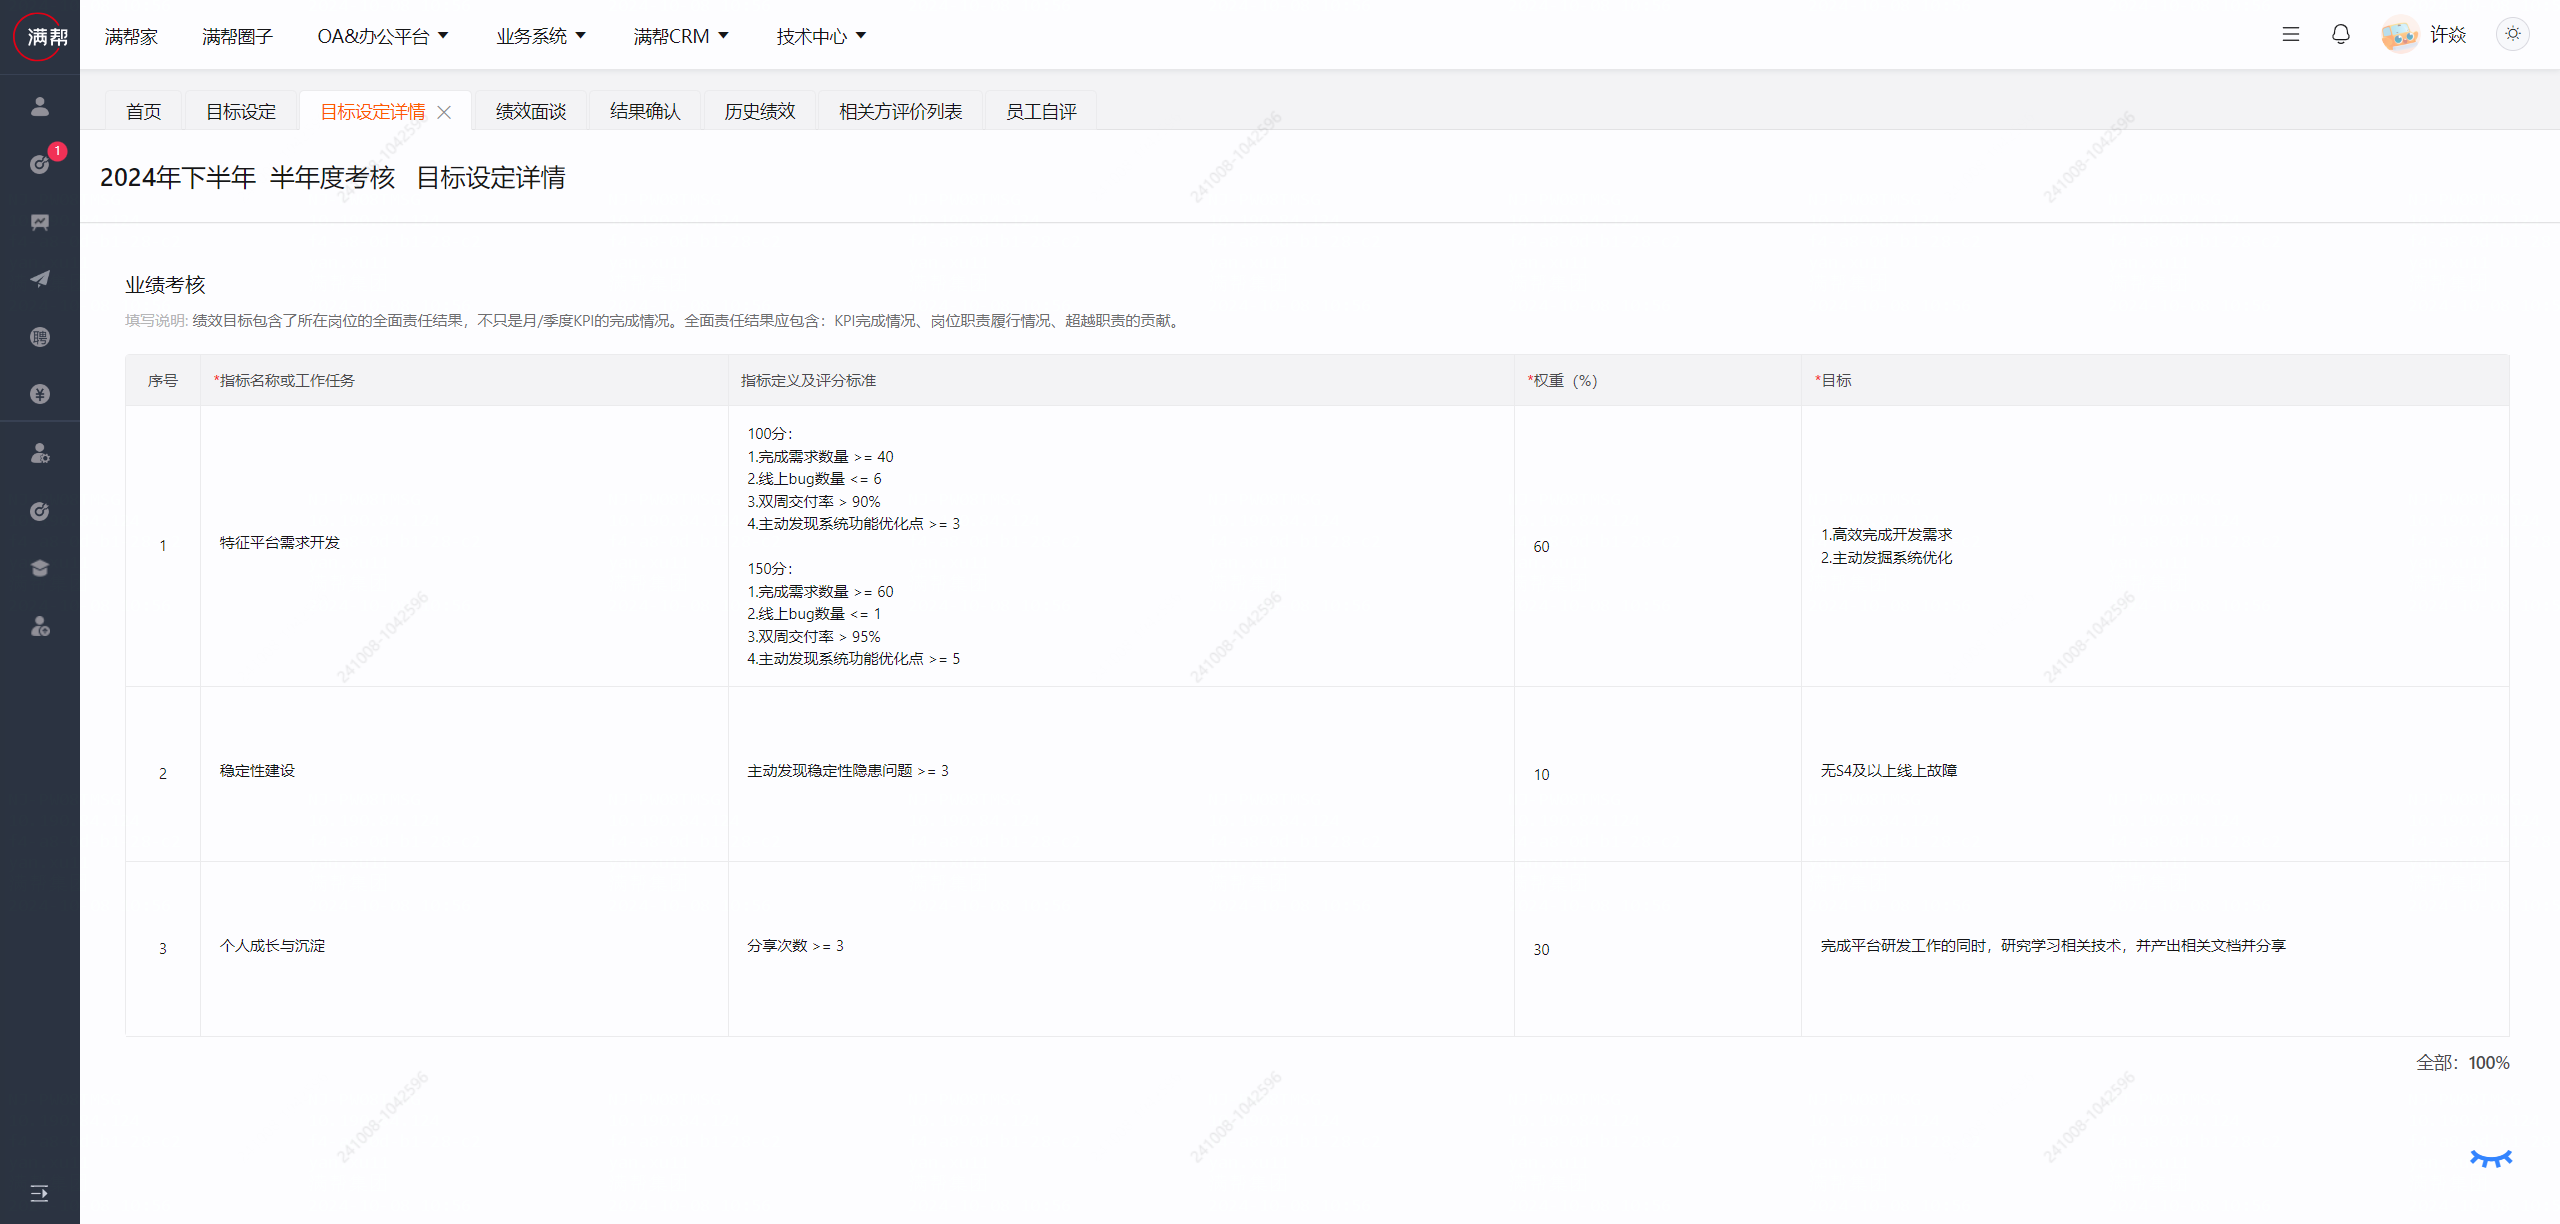 满帮
满帮家
满帮圈子
OA&办公平台
业务系统
满帮CRM
技术中心
许焱
1
首页
目标设定
目标设定详情
绩效面谈
结果确认
历史绩效
相关方评价列表
员工自评
2024年下半年 半年度考核 目标设定详情
业绩考核
填写说明: 绩效目标包含了所在岗位的全面责任结果，不只是月/季度KPI的完成情况。全面责任结果应包含：KPI完成情况、岗位职责履行情况、超越职责的贡献。
序号
*指标名称或工作任务
指标定义及评分标准
*权重（%）
*目标
1
特征平台需求开发
100分：
1.完成需求数量 >= 40
2.线上bug数量 <= 6
3.双周交付率 > 90%
4.主动发现系统功能优化点 >= 3
150分：
1.完成需求数量 >= 60
2.线上bug数量 <= 1
3.双周交付率 > 95%
4.主动发现系统功能优化点 >= 5
60
1.高效完成开发需求
2.主动发掘系统优化
2
稳定性建设
主动发现稳定性隐患问题 >= 3
10
无S4及以上线上故障
3
个人成长与沉淀
分享次数 >= 3
30
完成平台研发工作的同时，研究学习相关技术，并产出相关文档并分享
全部：100%
聘
¥
241008-1042596
241008-1042596
241008-1042596
241008-1042596
241008-1042596
241008-1042596
241008-1042596
241008-1042596
241008-1042596